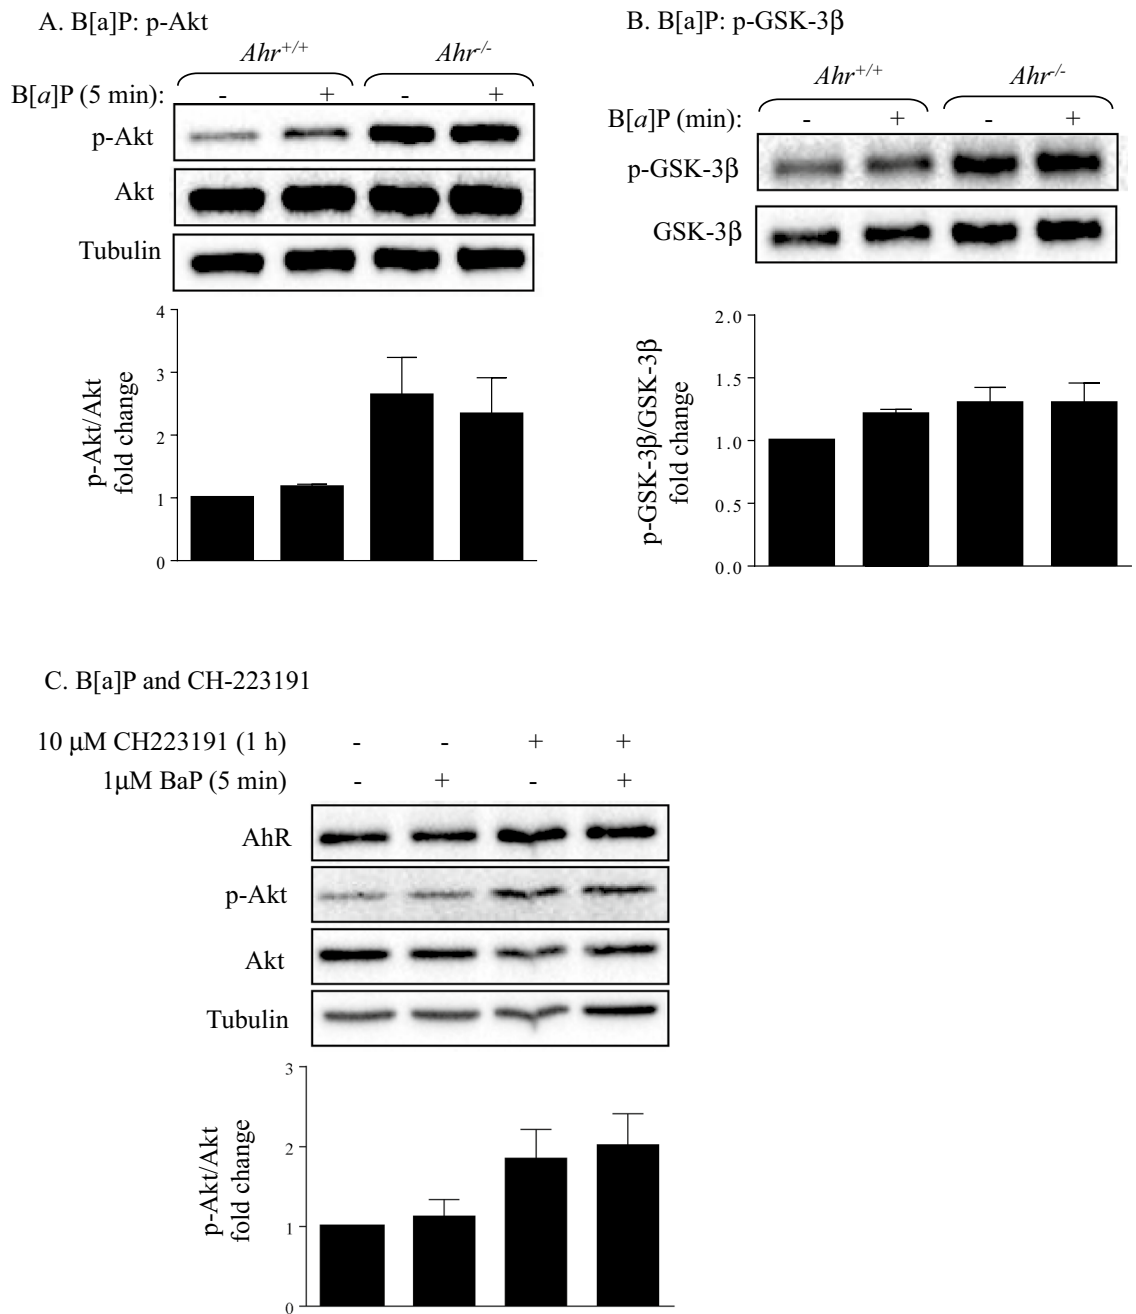 A. B[a]P: p-Akt
Ahr+/+ Ahr-/-
B[a]P (5 min): - + - +
p-Akt
Akt
Tubulin
4
3
2
1
0
p-Akt/Akt
fold change
B. B[a]P: p-GSK-3β
Ahr+/+ Ahr-/-
B[a]P (min): - + - +
p-GSK-3β
GSK-3β
2.0
1.5
1.0
0.5
0.0
p-GSK-3β/GSK-3β
fold change
C. B[a]P and CH-223191
10 μM CH223191 (1 h) - - + +
1μM BaP (5 min) - + - +
AhR
p-Akt
Akt
Tubulin
3
2
1
0
p-Akt/Akt
fold change